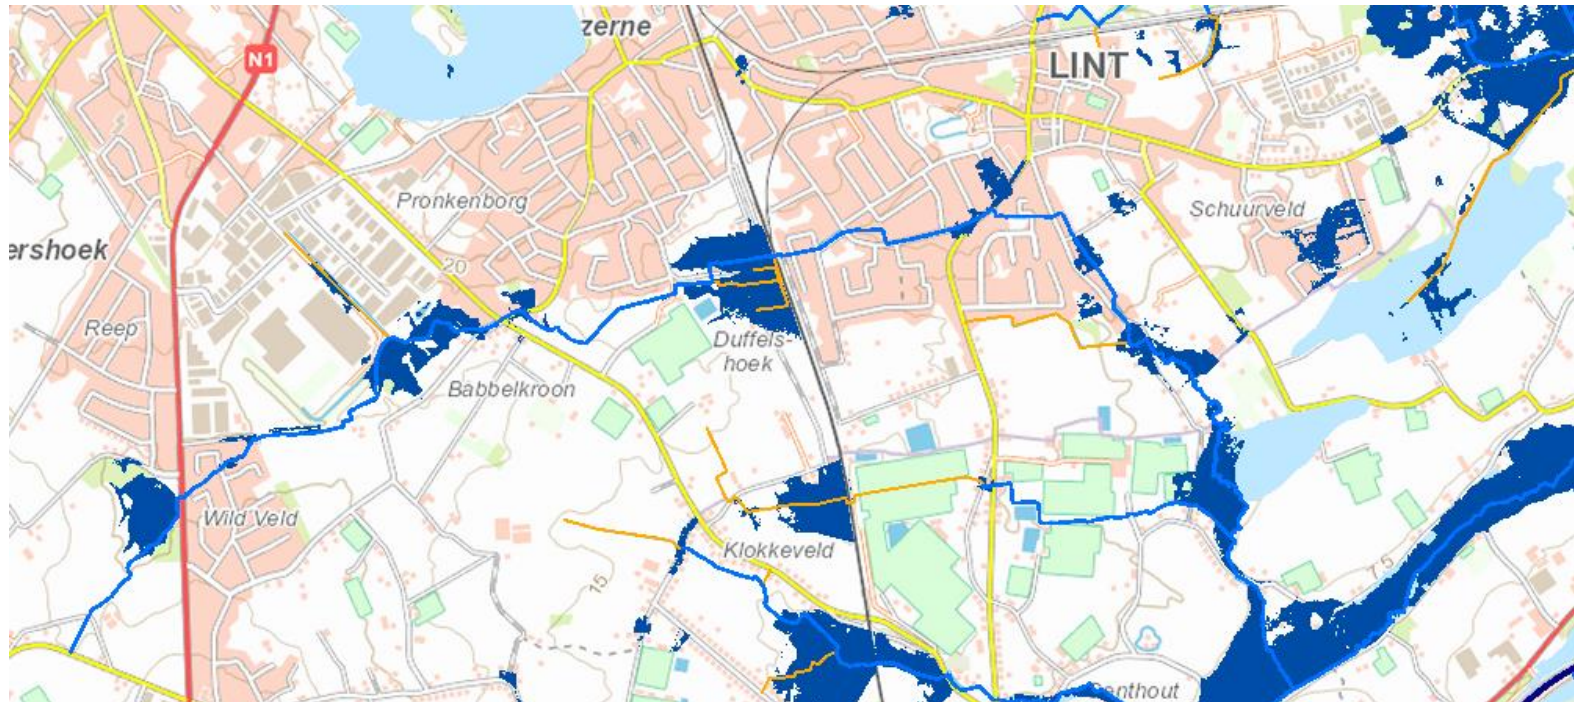 zerne
N1
LINT
Pronkenborg
Schuurveld
ershoek
20
Reep
Duffels-
hoek
Babbelkroon
Wild Veld
Klokkeveld
15
7.5
enthout